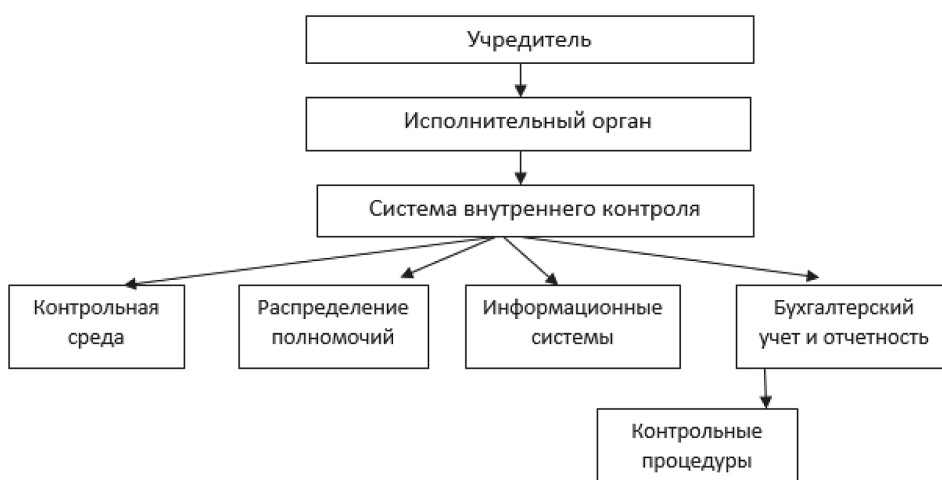 Учредитель
Исполнительный орган
Система внутреннего контроля
Контрольная
среда
Распределение
полномочий
Информационные
системы
Бухгалтерский
учет и отчетность
Контрольные
процедуры